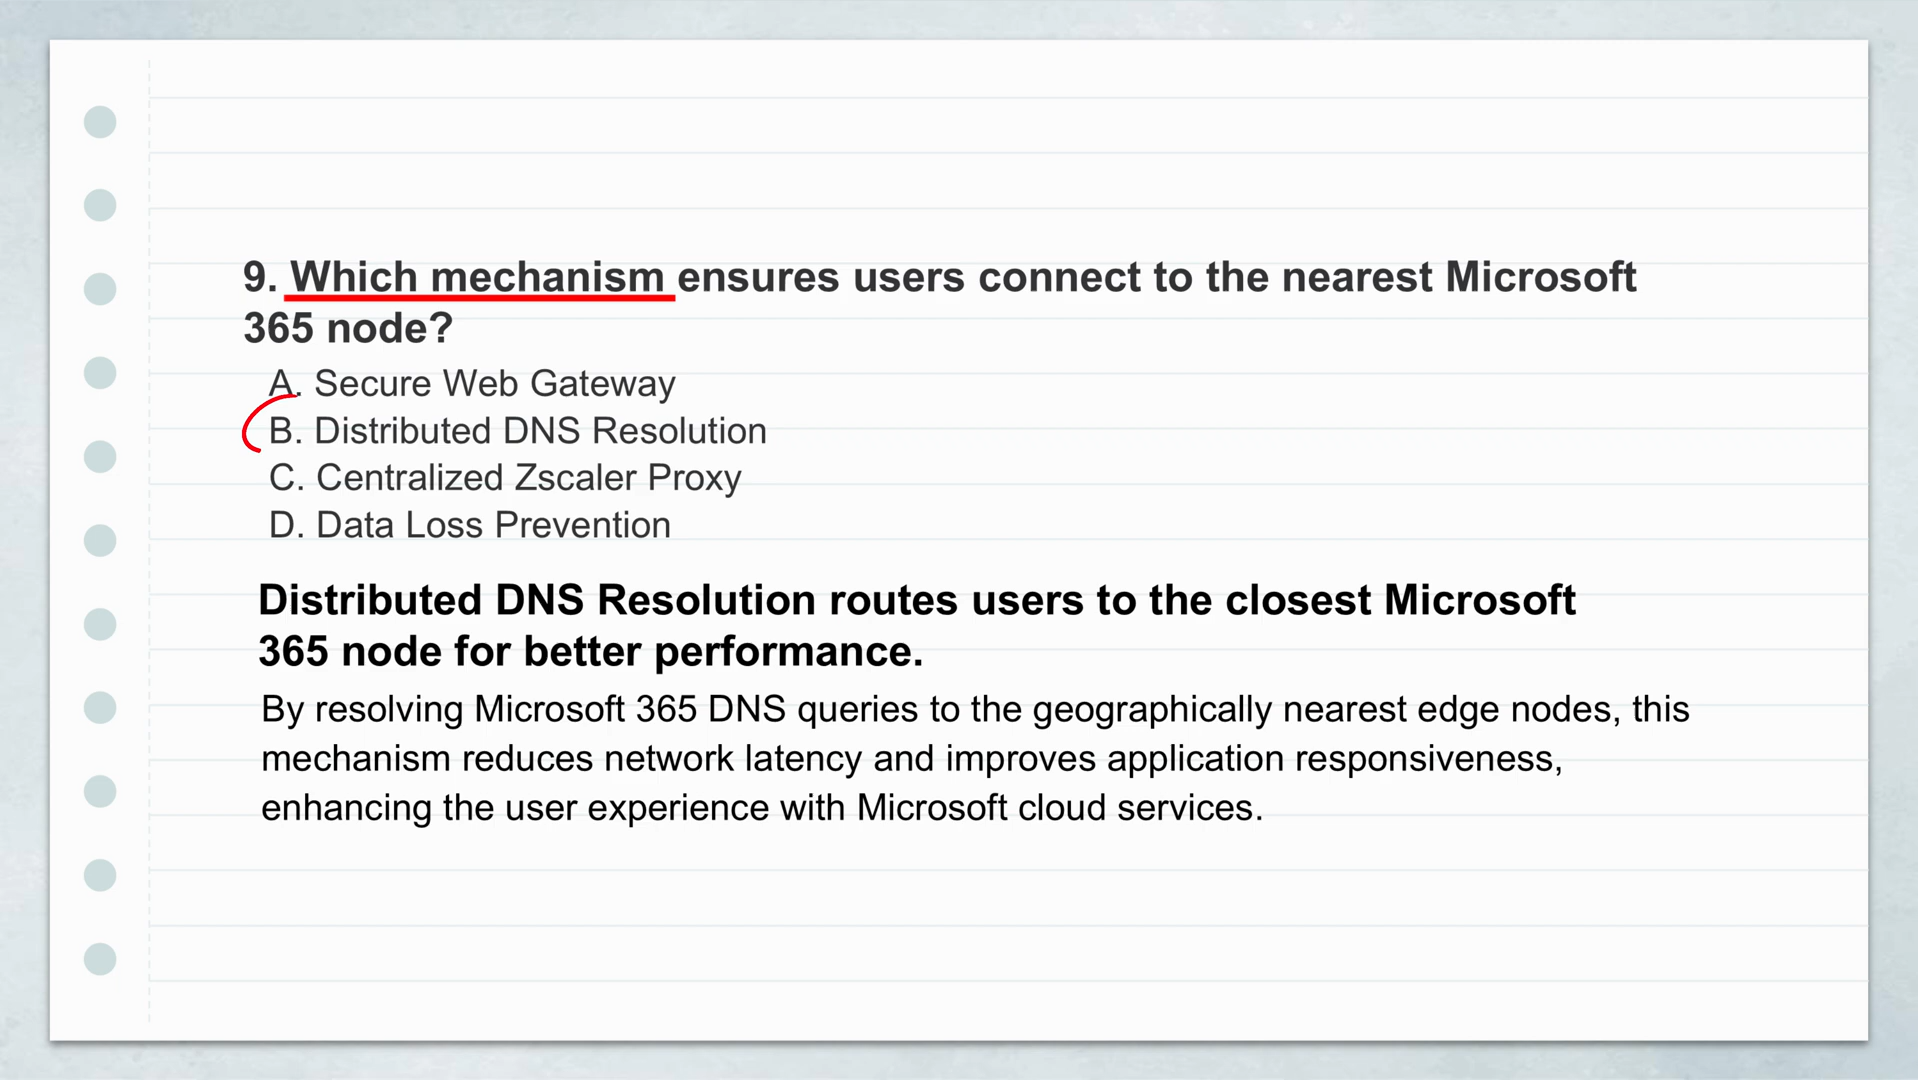 9. Which mechanism ensures users connect to the nearest Microsoft
365 node?
A. Secure Web Gateway
B. Distributed DNS Resolution
C. Centralized Zscaler Proxy
D. Data Loss Prevention
Distributed DNS Resolution routes users to the closest Microsoft
365 node for better performance.
By resolving Microsoft 365 DNS queries to the geographically nearest edge nodes, this
mechanism reduces network latency and improves application responsiveness,
enhancing the user experience with Microsoft cloud services.